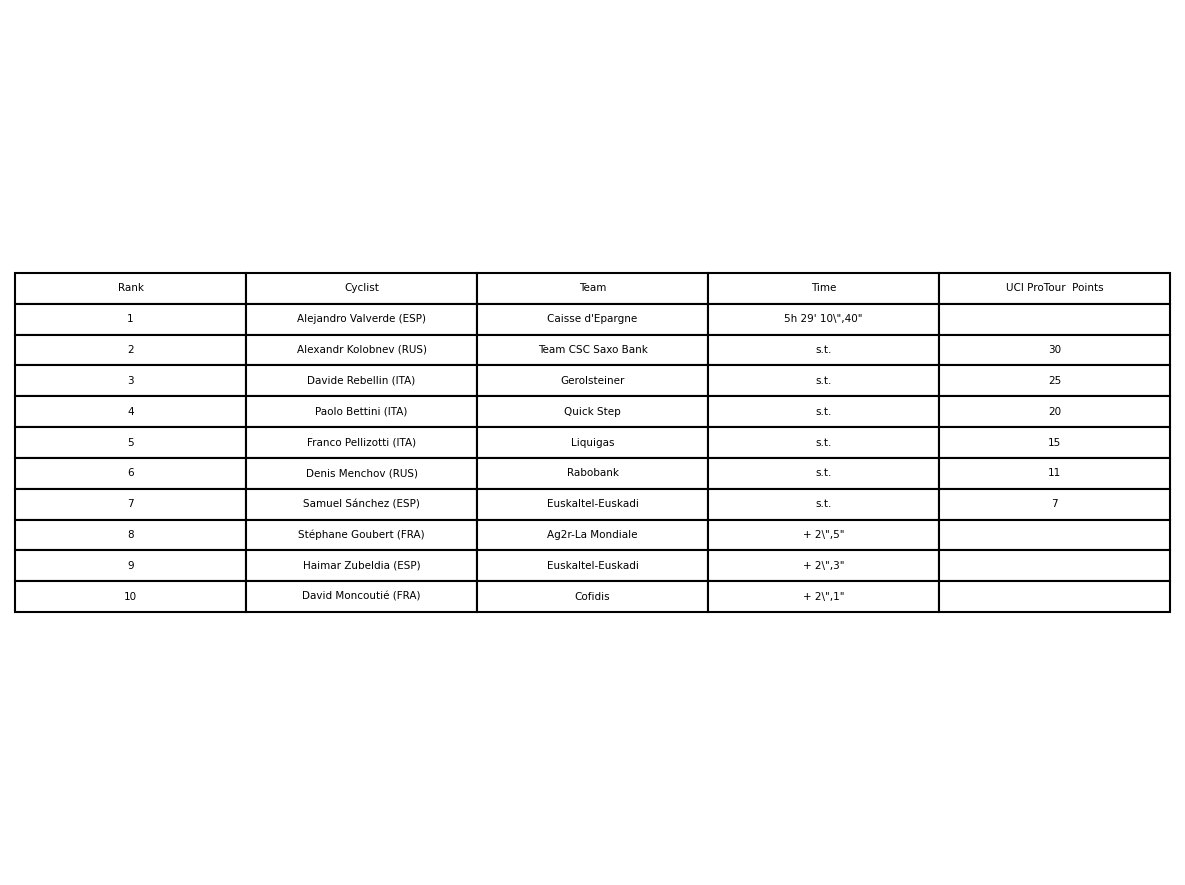 Rank Cyclist Team Time UCI ProTour  Points
1 Alejandro Valverde (ESP) Caisse d'Epargne 5h 29' 10\",40"
2 Alexandr Kolobnev (RUS) Team CSC Saxo Bank s.t. 30
3 Davide Rebellin (ITA) Gerolsteiner s.t. 25
4 Paolo Bettini (ITA) Quick Step s.t. 20
5 Franco Pellizotti (ITA) Liquigas s.t. 15
6 Denis Menchov (RUS) Rabobank s.t. 11
7 Samuel Sánchez (ESP) Euskaltel-Euskadi s.t. 7
8 Stéphane Goubert (FRA) Ag2r-La Mondiale + 2\",5"
9 Haimar Zubeldia (ESP) Euskaltel-Euskadi + 2\",3"
10 David Moncoutié (FRA) Cofidis + 2\",1"